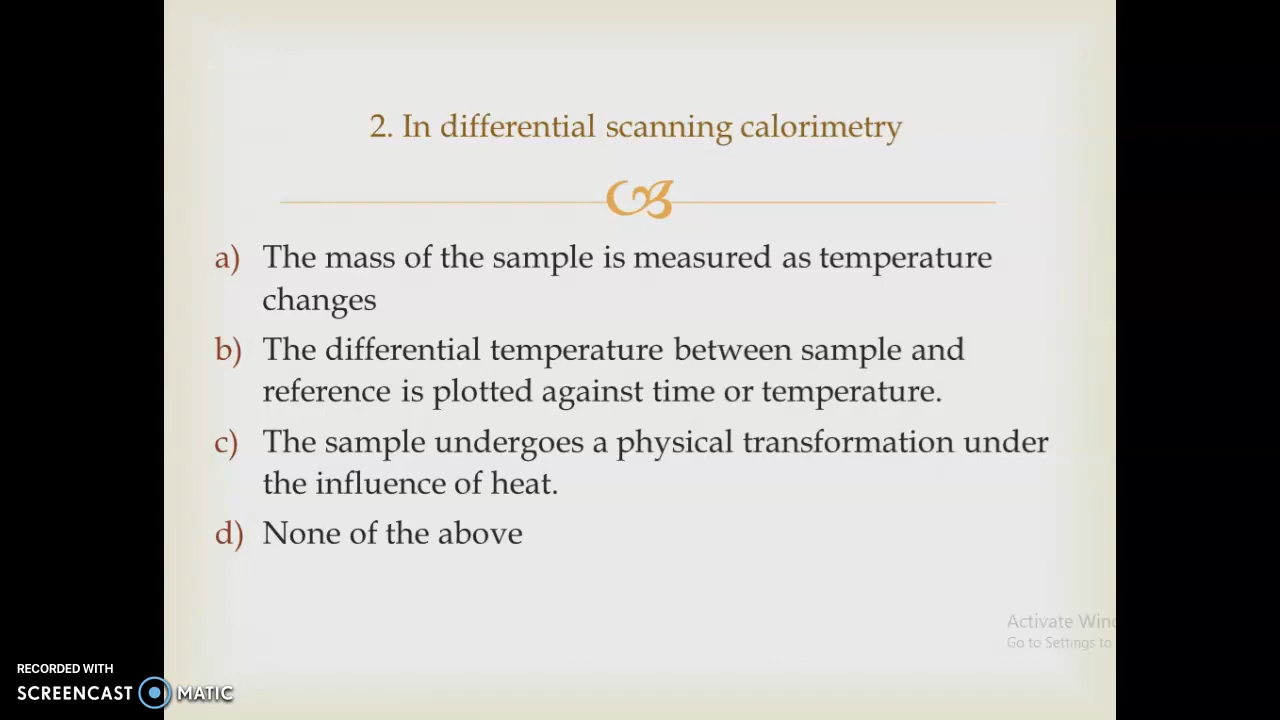 2. In differential scanning calorimetry
a) The mass of the sample is measured as temperature
changes
b) The differential temperature between sample and
reference is plotted against time or temperature.
c) The sample undergoes a physical transformation under
the influence of heat.
d) None of the above
Activate Wind
Go to Settings to
RECORDED WITH
SCREENCAST MATIC